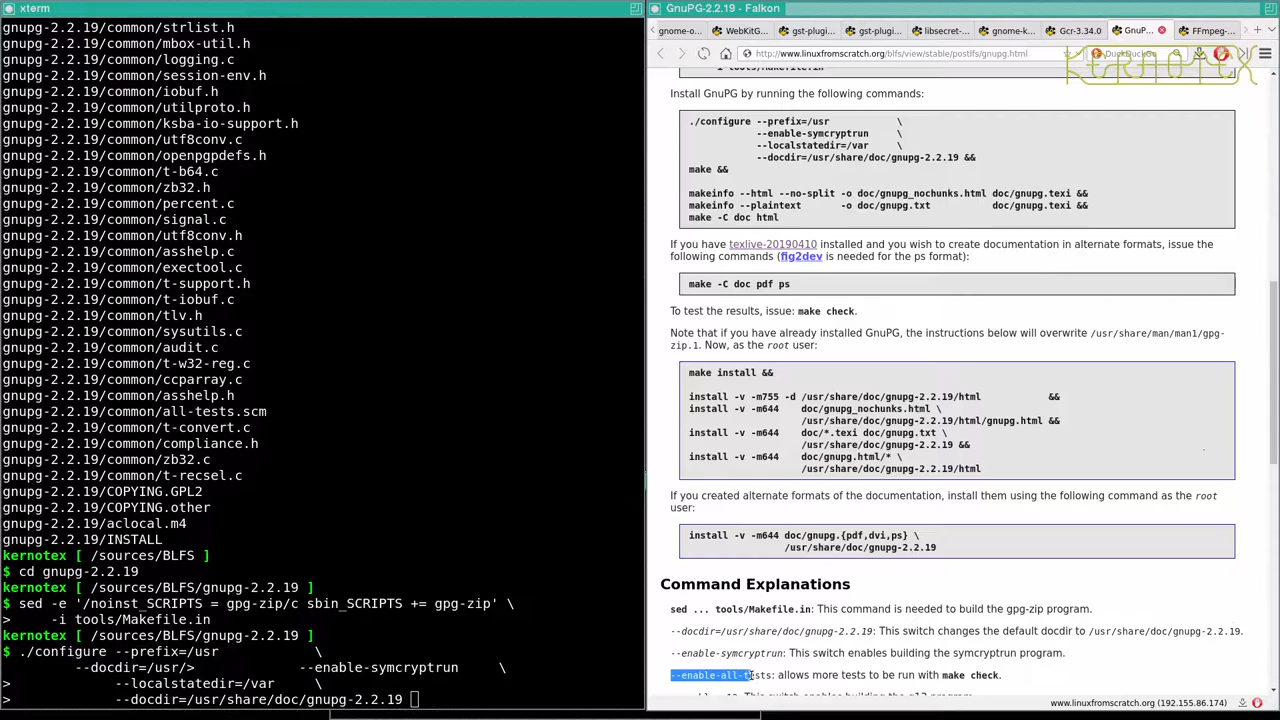 xterm
gnupg-2.2.19/common/strlist.h
gnupg-2.2.19/common/mbox-util.h
gnupg-2.2.19/common/logging.c
gnupg-2.2.19/common/session-env.h
gnupg-2.2.19/common/iobuf.h
gnupg-2.2.19/common/utilproto.h
gnupg-2.2.19/common/ksba-io-support.h
gnupg-2.2.19/common/utf8conv.c
gnupg-2.2.19/common/openpgpdefs.h
gnupg-2.2.19/common/t-b64.c
gnupg-2.2.19/common/zb32.h
gnupg-2.2.19/common/percent.c
gnupg-2.2.19/common/signal.c
gnupg-2.2.19/common/utf8conv.h
gnupg-2.2.19/common/asshelp.c
gnupg-2.2.19/common/exectool.c
gnupg-2.2.19/common/t-support.h
gnupg-2.2.19/common/t-iobuf.c
gnupg-2.2.19/common/tlv.h
gnupg-2.2.19/common/sysutils.c
gnupg-2.2.19/common/audit.c
gnupg-2.2.19/common/t-w32-reg.c
gnupg-2.2.19/common/ccparray.c
gnupg-2.2.19/common/asshelp.h
gnupg-2.2.19/common/all-tests.scm
gnupg-2.2.19/common/t-convert.c
gnupg-2.2.19/common/compliance.h
gnupg-2.2.19/common/zb32.c
gnupg-2.2.19/common/t-recsel.c
gnupg-2.2.19/COPYING.GPL2
gnupg-2.2.19/COPYING.other
gnupg-2.2.19/aclocal.m4
gnupg-2.2.19/INSTALL
kernotex [ /sources/BLFS ]
$ cd gnupg-2.2.19
kernotex [ /sources/BLFS/gnupg-2.2.19 ]
$ sed -e '/noinst_SCRIPTS = gpg-zip/c sbin_SCRIPTS += gpg-zip' \
> -i tools/Makefile.in
kernotex [ /sources/BLFS/gnupg-2.2.19 ]
$ ./configure --prefix=/usr \
--docdir=/usr/> --enable-symcryptrun \
> --localstatedir=/var \
> --docdir=/usr/share/doc/gnupg-2.2.19
GnuPG-2.2.19 - Falkon
gnome-o... WebKitG... gst-plugi... gst-plugi... libsecret-... gnome-k... Gcr-3.34.0 GnuP... FFmpeg-...
http://www.linuxfromscratch.org/blfs/view/stable/postlfs/gnupg.html
DuckDuckGo
KERNOTEX
-i tools/Makefile.in
Install GnuPG by running the following commands:
./configure --prefix=/usr \
--enable-symcryptrun \
--localstatedir=/var \
--docdir=/usr/share/doc/gnupg-2.2.19 &&
make &&
makeinfo --html --no-split -o doc/gnupg_nochunks.html doc/gnupg.texi &&
makeinfo --plaintext -o doc/gnupg.txt doc/gnupg.texi &&
make -C doc html
If you have texlive-20190410 installed and you wish to create documentation in alternate formats, issue the
following commands (fig2dev is needed for the ps format):
make -C doc pdf ps
To test the results, issue: make check.
Note that if you have already installed GnuPG, the instructions below will overwrite /usr/share/man/man1/gpg-
zip.1. Now, as the root user:
make install &&
install -v -m755 -d /usr/share/doc/gnupg-2.2.19/html &&
install -v -m644 doc/gnupg_nochunks.html \
/usr/share/doc/gnupg-2.2.19/html/gnupg.html &&
install -v -m644 doc/*.texi doc/gnupg.txt \
/usr/share/doc/gnupg-2.2.19 &&
install -v -m644 doc/gnupg.html/* \
/usr/share/doc/gnupg-2.2.19/html
If you created alternate formats of the documentation, install them using the following command as the root
user:
install -v -m644 doc/gnupg.{pdf,dvi,ps} \
/usr/share/doc/gnupg-2.2.19
Command Explanations
sed ... tools/Makefile.in: This command is needed to build the gpg-zip program.
--docdir=/usr/share/doc/gnupg-2.2.19: This switch changes the default docdir to /usr/share/doc/gnupg-2.2.19.
--enable-symcryptrun: This switch enables building the symcryptrun program.
--enable-all-tests: allows more tests to be run with make check.
www.linuxfromscratch.org (192.155.86.174)